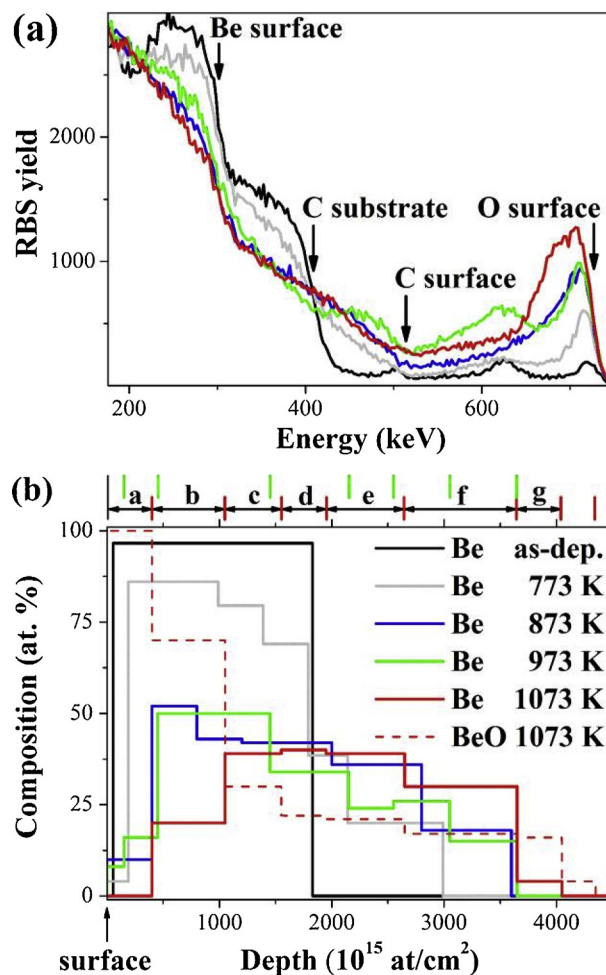 (a)
Be surface
C substrate
O surface
C surface
RBS yield
2000
1000
200 400 600
Energy (keV)
(b)
a b c d e f g
Composition (at. %)
100
75
50
25
0
Be as-dep.
Be 773 K
Be 873 K
Be 973 K
Be 1073 K
BeO 1073 K
1000 2000 3000 4000
surface
Depth (10¹⁵ at/cm²)